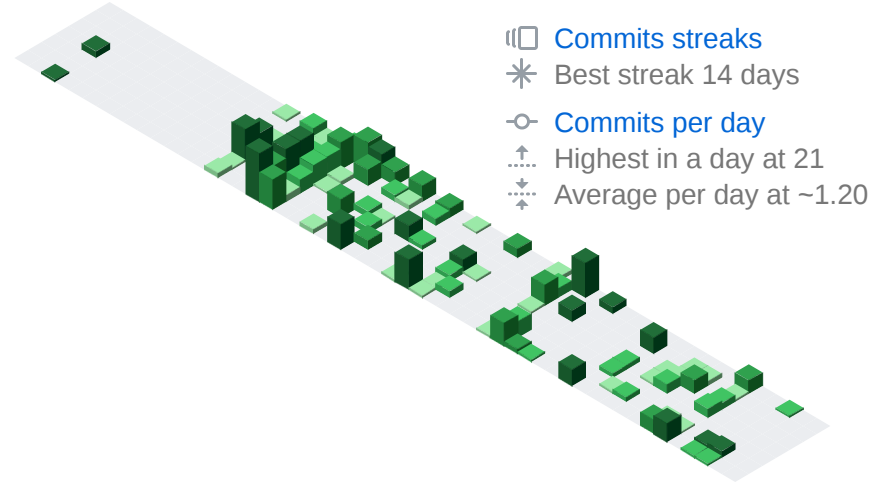 Commits streaks
Best streak 14 days
Commits per day
Highest in a day at 21
Average per day at ~1.20